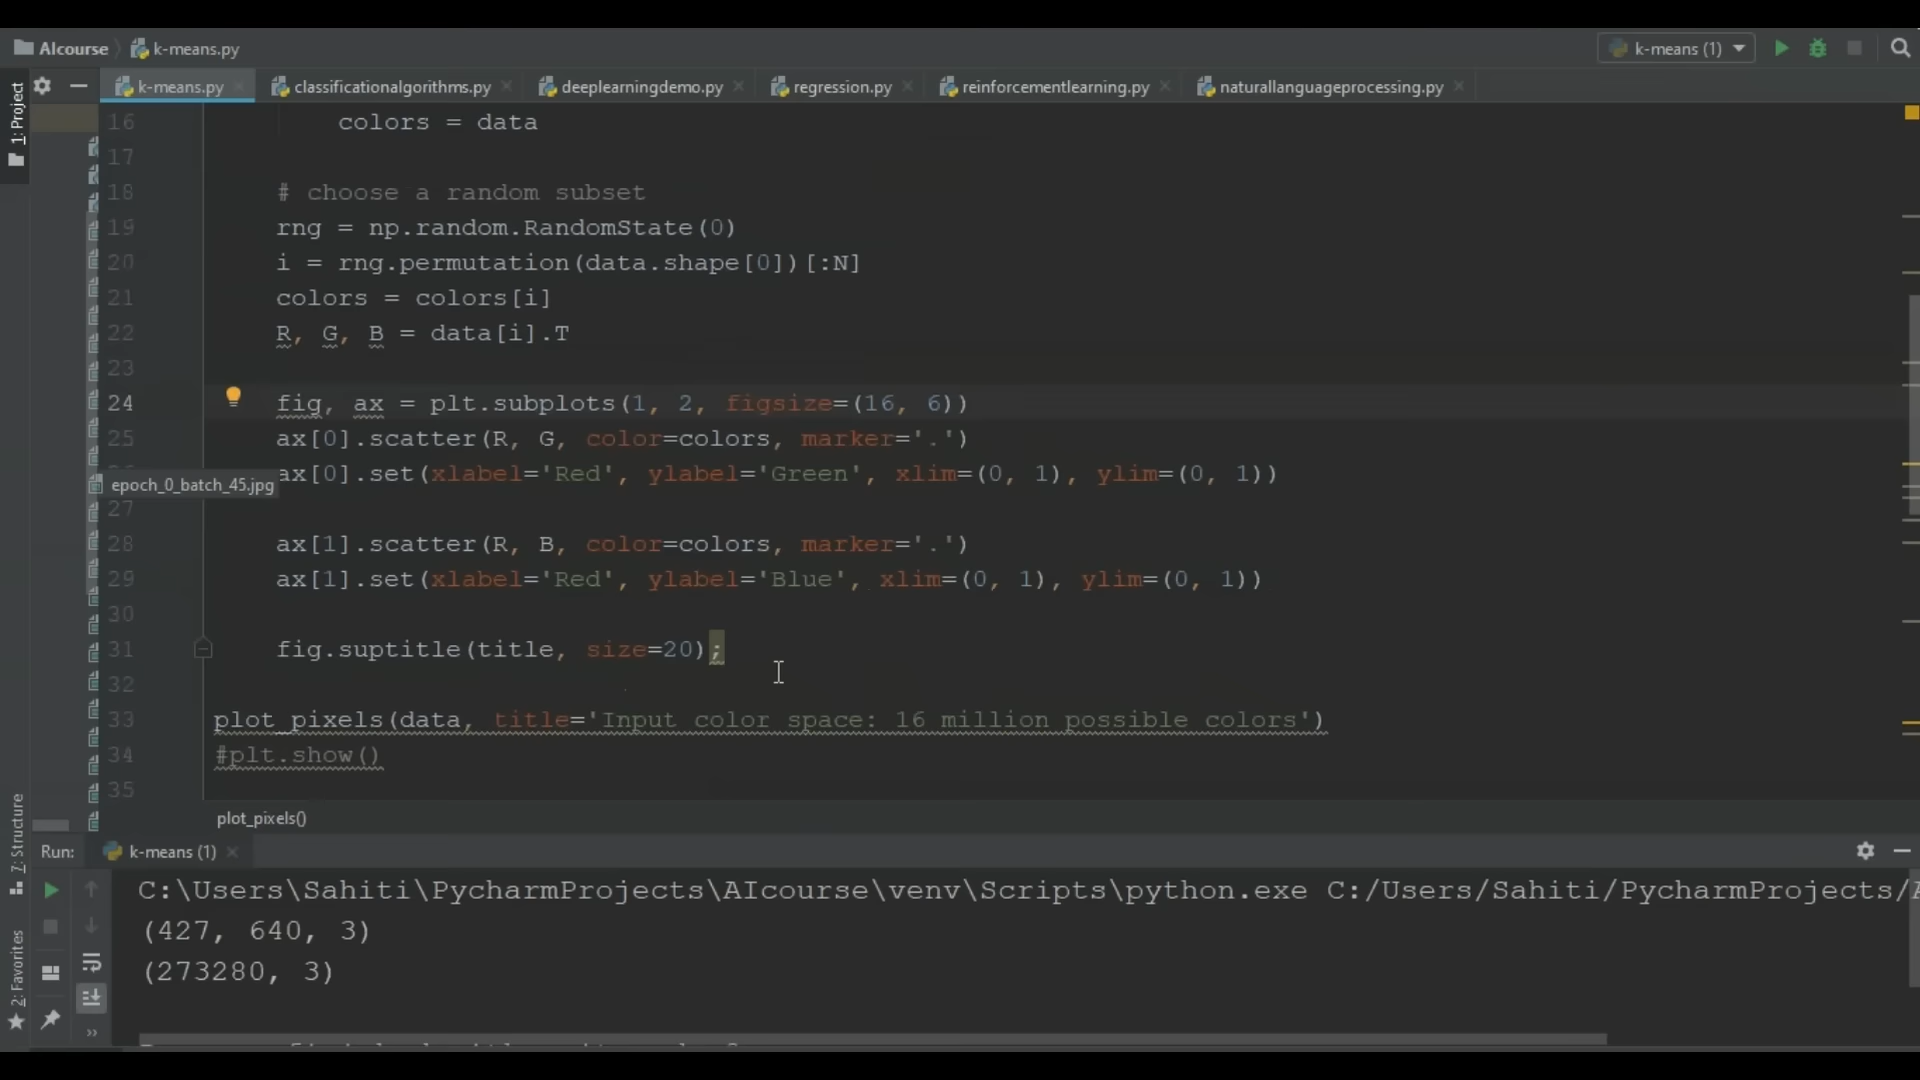 AIcourse k-means.py k-means (1)
1: Project k-means.py classificationalgorithms.py deeplearningdemo.py regression.py reinforcementlearning.py naturallanguageprocessing.py
16 colors = data
17
18 # choose a random subset
19 rng = np.random.RandomState(0)
20 i = rng.permutation(data.shape[0])[:N]
21 colors = colors[i]
22 R, G, B = data[i].T
23
24 fig, ax = plt.subplots(1, 2, figsize=(16, 6))
25 ax[0].scatter(R, G, color=colors, marker='.')
ax[0].set(xlabel='Red', ylabel='Green', xlim=(0, 1), ylim=(0, 1))
epoch_0_batch_45.jpg
27
28 ax[1].scatter(R, B, color=colors, marker='.')
29 ax[1].set(xlabel='Red', ylabel='Blue', xlim=(0, 1), ylim=(0, 1))
30
31 fig.suptitle(title, size=20);
32
33 plot_pixels(data, title='Input color space: 16 million possible colors')
34 #plt.show()
35
plot_pixels()
7: Structure
Run: k-means (1)
C:\Users\Sahiti\PycharmProjects\AIcourse\venv\Scripts\python.exe C:/Users/Sahiti/PycharmProjects/A
(427, 640, 3)
(273280, 3)
2: Favorites